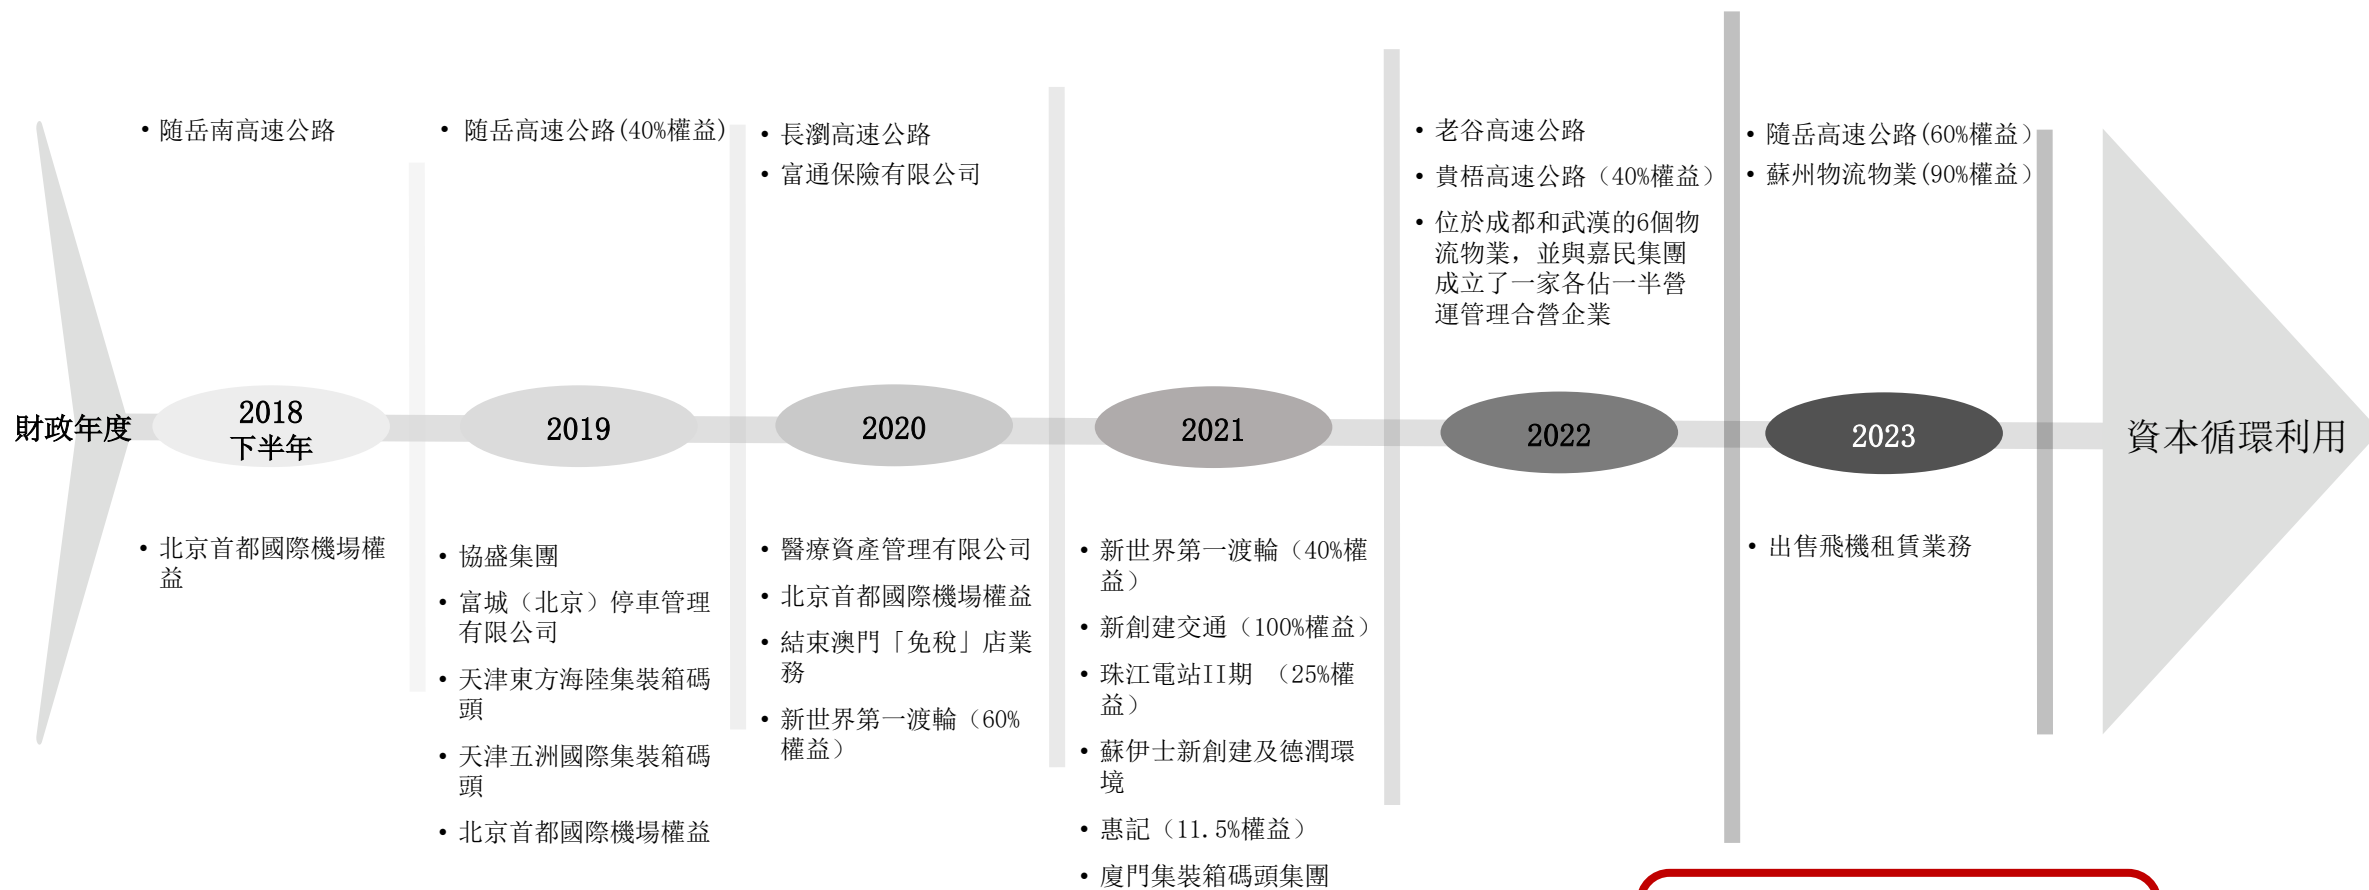 • 随岳南高速公路
• 随岳高速公路(40%權益)
• 長瀏高速公路
• 富通保險有限公司
• 老谷高速公路
• 貴梧高速公路（40%權益）
• 位於成都和武漢的6個物
流物業，並與嘉民集團
成立了一家各佔一半營
運管理合營企業
• 隨岳高速公路(60%權益）
• 蘇州物流物業(90%權益）
財政年度
2018
下半年
2019
2020
2021
2022
2023
資本循環利用
• 北京首都國際機場權
益
• 協盛集團
• 富城（北京）停車管理
有限公司
• 天津東方海陸集裝箱碼
頭
• 天津五洲國際集裝箱碼
頭
• 北京首都國際機場權益
• 醫療資產管理有限公司
• 北京首都國際機場權益
• 結束澳門「免稅」店業
務
• 新世界第一渡輪（60%
權益）
• 新世界第一渡輪（40%權
益）
• 新創建交通（100%權益）
• 珠江電站II期 （25%權
益）
• 蘇伊士新創建及德潤環
境
• 惠記（11.5%權益）
• 廈門集裝箱碼頭集團
• 出售飛機租賃業務